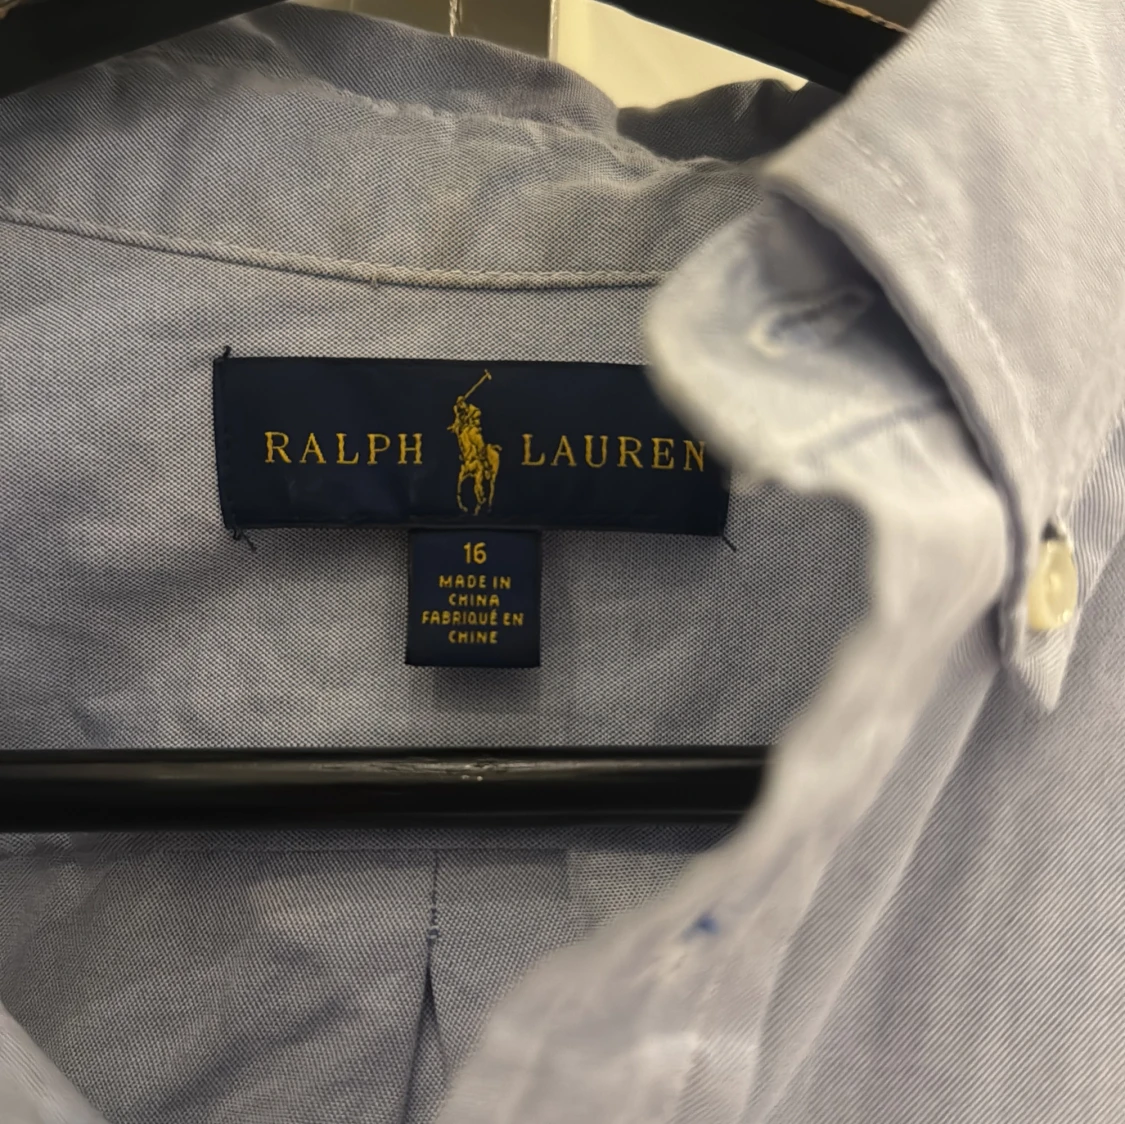 RALPH LAUREN
16
MADE IN
CHINA
FABRIQUÉ EN
CHINE